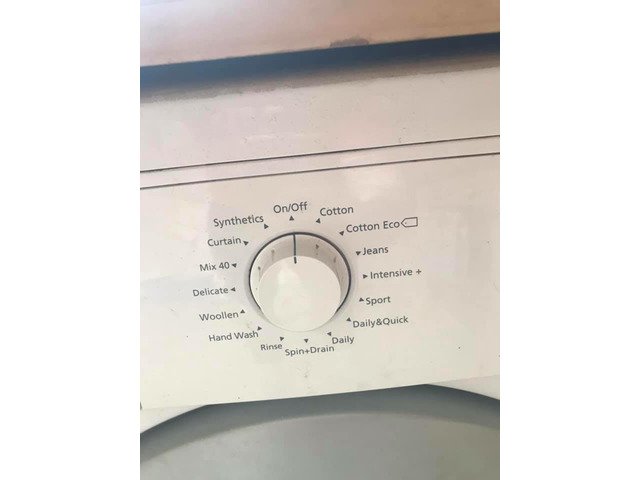 On/Off
Cotton
Cotton Eco
Jeans
Intensive +
Sport
Daily&Quick
Daily
Spin+Drain
Rinse
Hand Wash
Woollen
Delicate
Mix 40
Curtain
Synthetics